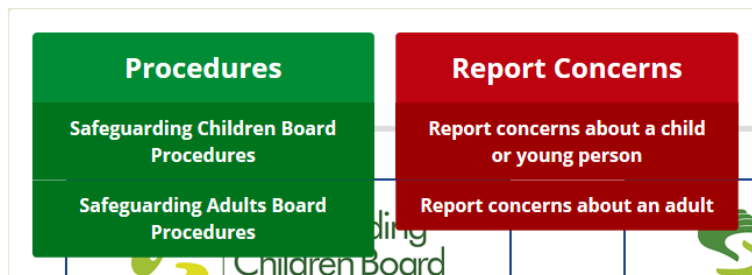 Procedures
Safeguarding Children Board
Procedures
Safeguarding Adults Board
Procedures
Report Concerns
Report concerns about a child
or young person
Report concerns about an adult
Children Board